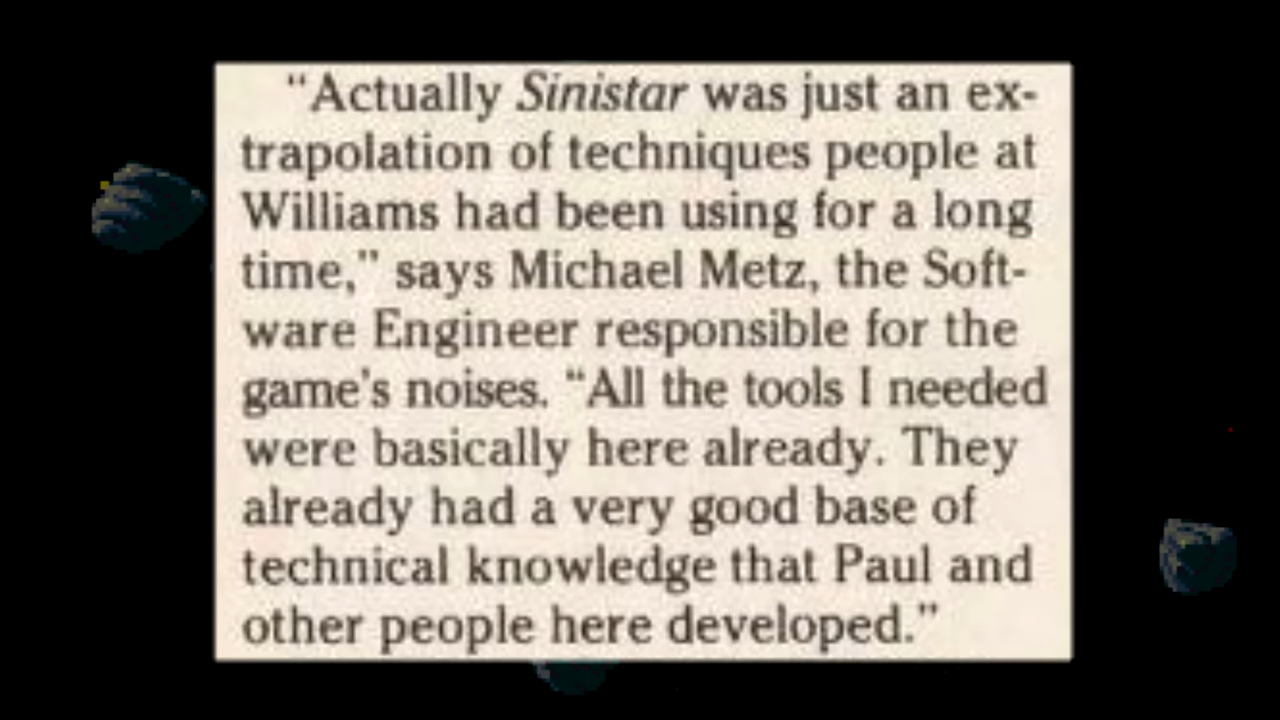 “Actually Sinistar was just an ex-
trapolation of techniques people at
Williams had been using for a long
time,” says Michael Metz, the Soft-
ware Engineer responsible for the
game's noises. “All the tools I needed
were basically here already. They
already had a very good base of
technical knowledge that Paul and
other people here developed.”